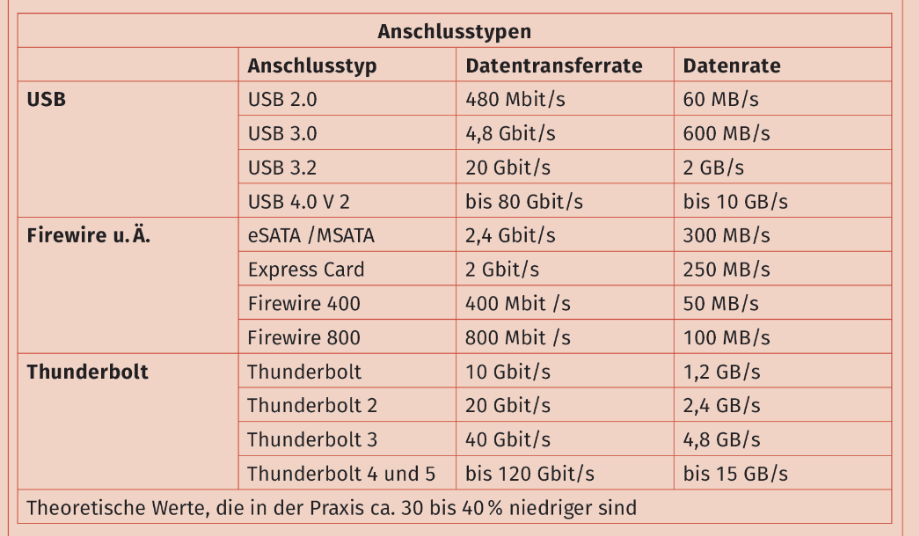 Anschlusstypen
Anschlusstyp Datentransferrate Datenrate
USB USB 2.0 480 Mbit/s 60 MB/s
USB 3.0 4,8 Gbit/s 600 MB/s
USB 3.2 20 Gbit/s 2 GB/s
USB 4.0 V 2 bis 80 Gbit/s bis 10 GB/s
Firewire u. Ä. eSATA /MSATA 2,4 Gbit/s 300 MB/s
Express Card 2 Gbit/s 250 MB/s
Firewire 400 400 Mbit /s 50 MB/s
Firewire 800 800 Mbit /s 100 MB/s
Thunderbolt Thunderbolt 10 Gbit/s 1,2 GB/s
Thunderbolt 2 20 Gbit/s 2,4 GB/s
Thunderbolt 3 40 Gbit/s 4,8 GB/s
Thunderbolt 4 und 5 bis 120 Gbit/s bis 15 GB/s
Theoretische Werte, die in der Praxis ca. 30 bis 40 % niedriger sind